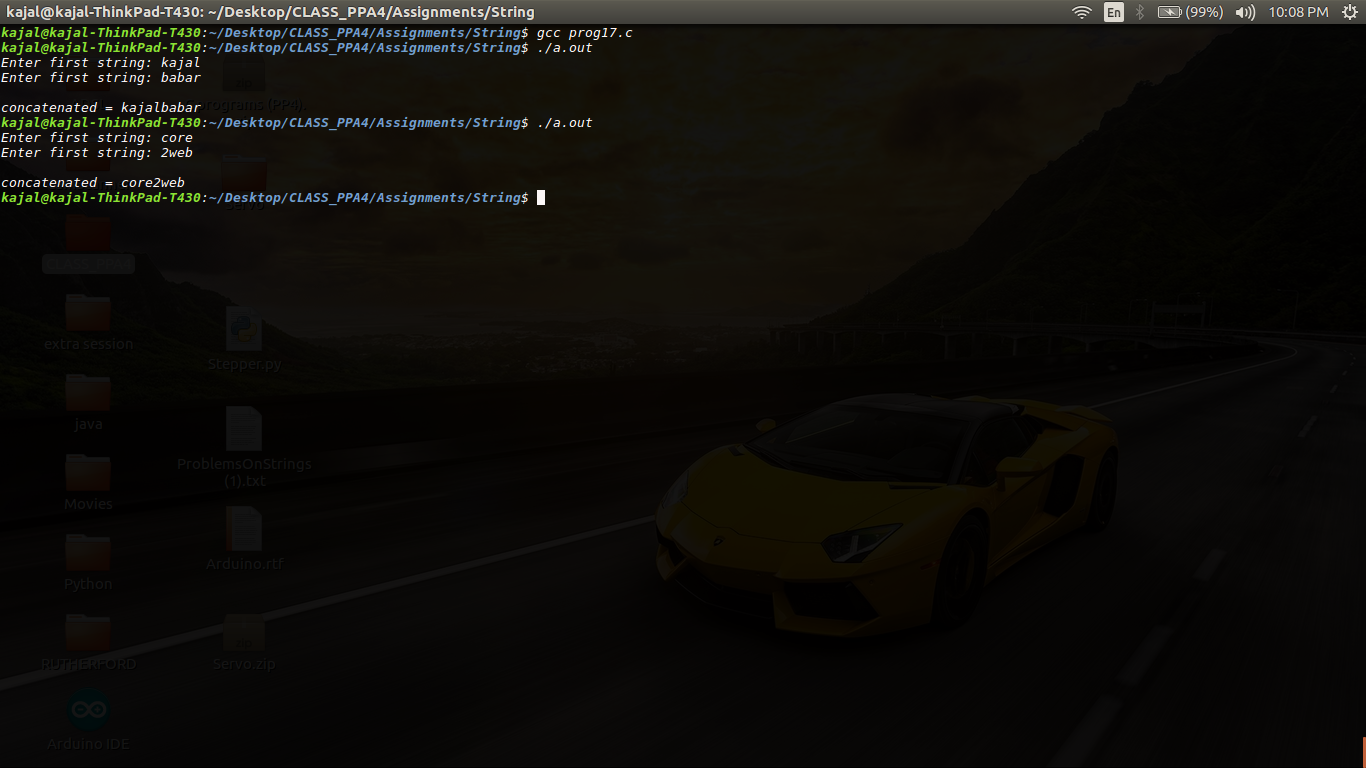 kajal@kajal-ThinkPad-T430: ~/Desktop/CLASS_PPA4/Assignments/String
En
(99%)
10:08 PM
kajal@kajal-ThinkPad-T430:~/Desktop/CLASS_PPA4/Assignments/String$ gcc prog17.c
kajal@kajal-ThinkPad-T430:~/Desktop/CLASS_PPA4/Assignments/String$ ./a.out
Enter first string: kajal
Enter first string: babar
concatenated = kajalbabar
kajal@kajal-ThinkPad-T430:~/Desktop/CLASS_PPA4/Assignments/String$ ./a.out
Enter first string: core
Enter first string: 2web
concatenated = core2web
kajal@kajal-ThinkPad-T430:~/Desktop/CLASS_PPA4/Assignments/String$
programs (PP4).
extra session
Stepper.py
java
ProblemsOnStrings
(1).txt
Movies
Arduino.rtf
Python
RUTHERFORD
Servo.zip
Arduino IDE